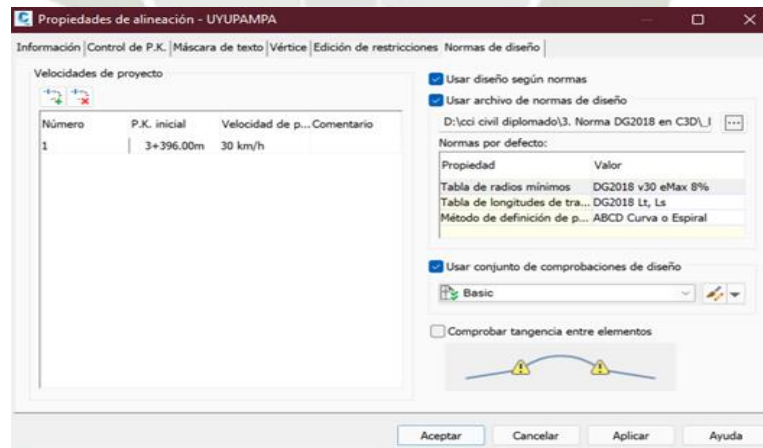 Propiedades de alineación - UYUPAMPA
Información Control de P.K. Máscara de texto Vértice Edición de restricciones Normas de diseño
Velocidades de proyecto
Número P.K. inicial Velocidad de p... Comentario
1 3+396.00m 30 km/h
Usar diseño según normas
Usar archivo de normas de diseño
D:\cci civil diplomado\3. Norma DG2018 en C3D\_l ...
Normas por defecto:
Propiedad Valor
Tabla de radios mínimos DG2018 v30 eMax 8%
Tabla de longitudes de tra... DG2018 Lt, Ls
Método de definición de p... ABCD Curva o Espiral
Usar conjunto de comprobaciones de diseño
Basic
Comprobar tangencia entre elementos
Aceptar Cancelar Aplicar Ayuda